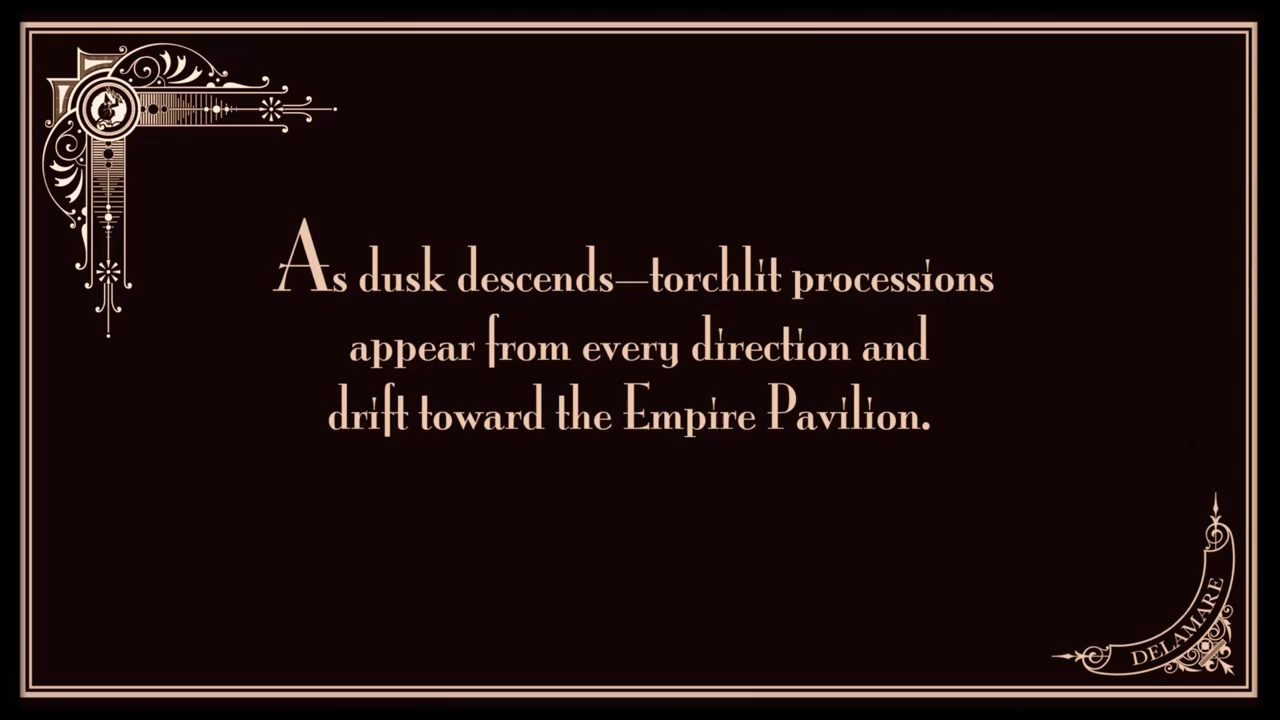 As dusk descends—torchlit processions
appear from every direction and
drift toward the Empire Pavilion.
DELAMARE